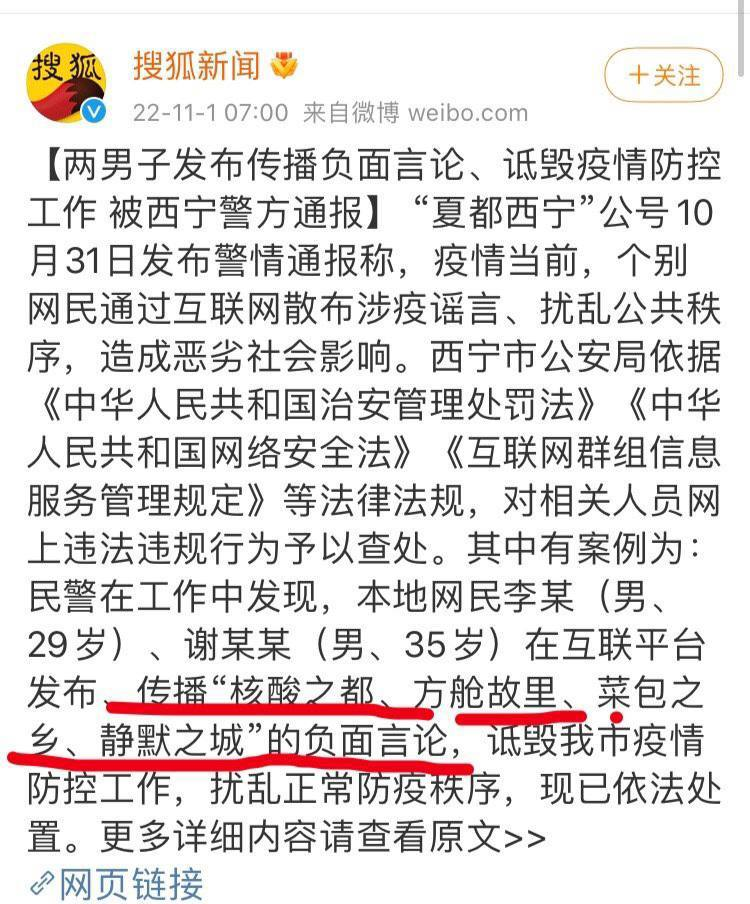 搜狐
搜狐新闻
+关注
22-11-1 07:00 来自微博 weibo.com
【两男子发布传播负面言论、诋毁疫情防控
工作 被西宁警方通报】“夏都西宁”公号10
月31日发布警情通报称，疫情当前，个别
网民通过互联网散布涉疫谣言、扰乱公共秩
序，造成恶劣社会影响。西宁市公安局依据
《中华人民共和国治安管理处罚法》《中华
人民共和国网络安全法》《互联网群组信息
服务管理规定》等法律法规，对相关人员网
上违法违规行为予以查处。其中有案例为：
民警在工作中发现，本地网民李某（男、
29岁）、谢某某（男、35岁）在互联平台
发布、传播“核酸之都、方舱故里、菜包之
乡、静默之城”的负面言论，诋毁我市疫情
防控工作，扰乱正常防疫秩序，现已依法处
置。更多详细内容请查看原文>>
网页链接